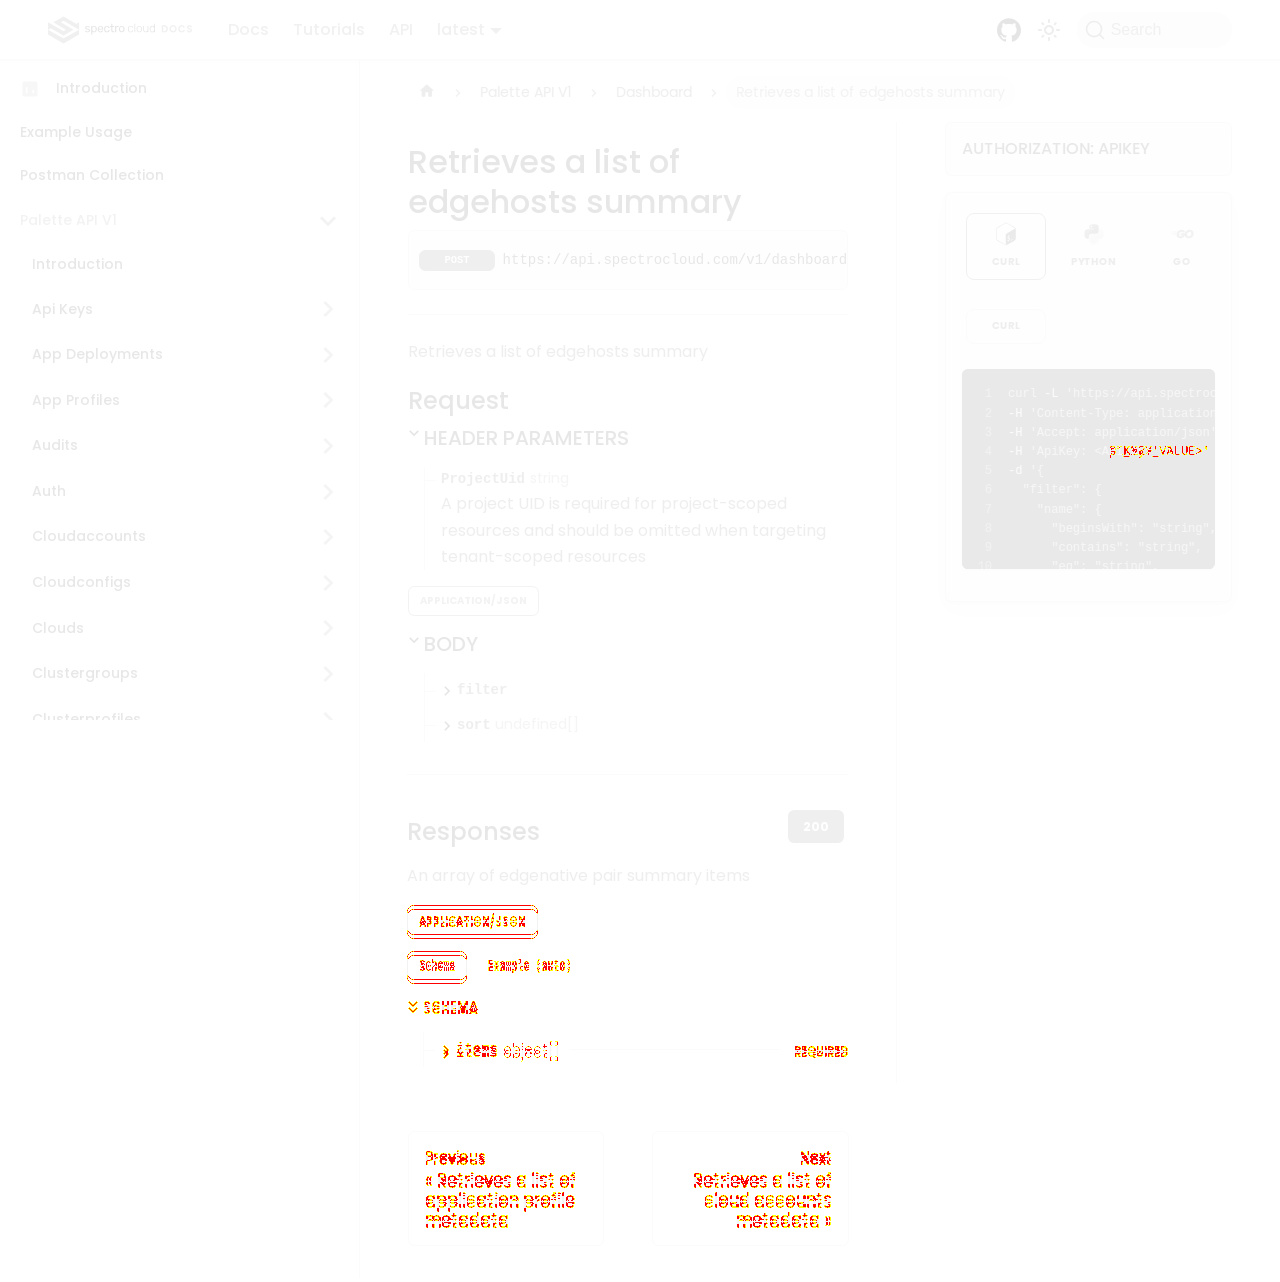 spectro cloud DOCS Docs Tutorials API latest Search
Introduction
Example Usage
Postman Collection
Palette API V1
Introduction
Api Keys
App Deployments
App Profiles
Audits
Auth
Cloudaccounts
Cloudconfigs
Clouds
Clustergroups
Clusterprofiles
Palette API V1 Dashboard Retrieves a list of edgehosts summary
Retrieves a list of
edgehosts summary
POST https://api.spectrocloud.com/v1/dashboard
Retrieves a list of edgehosts summary
Request
HEADER PARAMETERS
ProjectUid string
A project UID is required for project-scoped
resources and should be omitted when targeting
tenant-scoped resources
APPLICATION/JSON
BODY
filter
sort undefined[]
Responses
200
An array of edgenative pair summary items
APPLICATION/JSON
Schema Example (auto)
SCHEMA
items object[] REQUIRED
Previous
« Retrieves a list of
application profile
metadata
Next
Retrieves a list of
cloud accounts
metadata »
AUTHORIZATION: APIKEY
CURL PYTHON GO
CURL
1 curl -L 'https://api.spectroc
2 -H 'Content-Type: application
3 -H 'Accept: application/json'
4 -H 'ApiKey:
5 -d '{
6 "filter": {
7 "name": {
8 "beginsWith": "string",
9 "contains": "string",
10 "eq": "string"